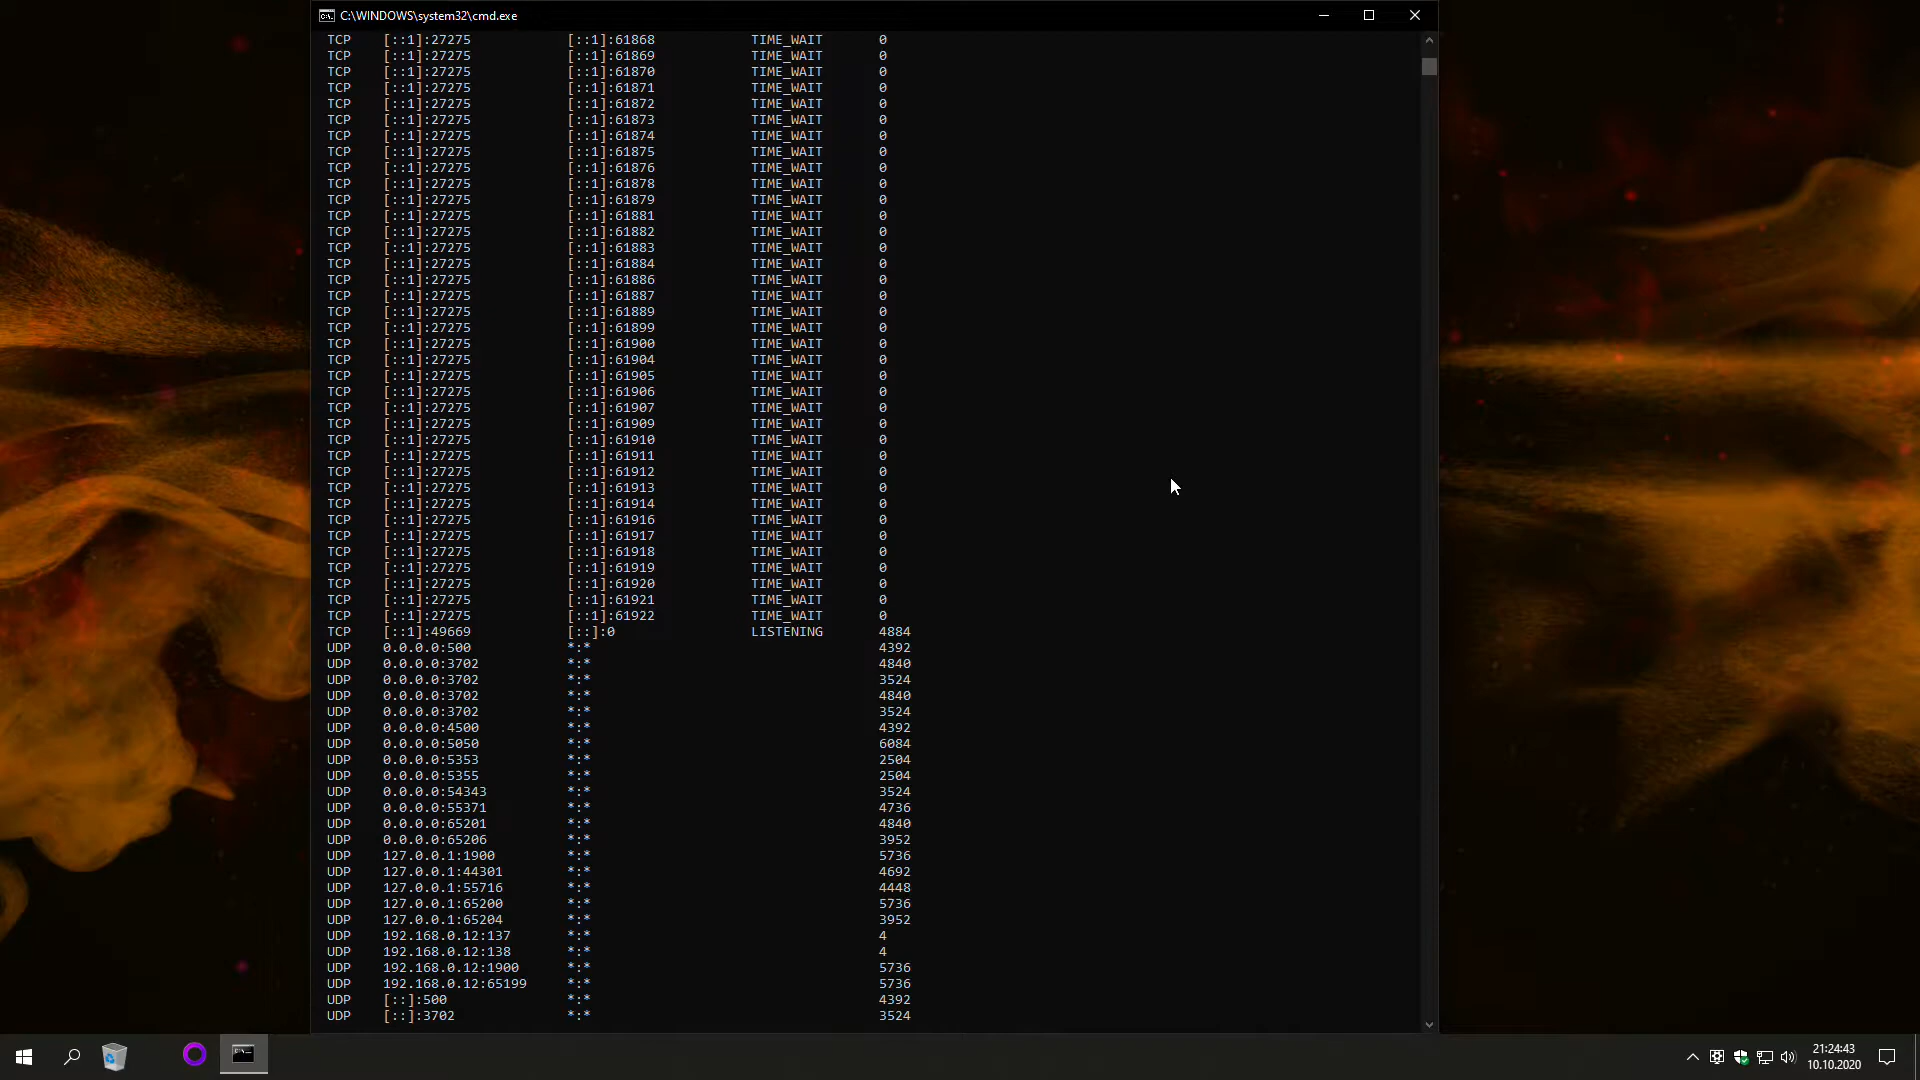 C:\WINDOWS\system32\cmd.exe
TCP [::1]:27275 [::1]:61868 TIME_WAIT 0
TCP [::1]:27275 [::1]:61869 TIME_WAIT 0
TCP [::1]:27275 [::1]:61870 TIME_WAIT 0
TCP [::1]:27275 [::1]:61871 TIME_WAIT 0
TCP [::1]:27275 [::1]:61872 TIME_WAIT 0
TCP [::1]:27275 [::1]:61873 TIME_WAIT 0
TCP [::1]:27275 [::1]:61874 TIME_WAIT 0
TCP [::1]:27275 [::1]:61875 TIME_WAIT 0
TCP [::1]:27275 [::1]:61876 TIME_WAIT 0
TCP [::1]:27275 [::1]:61878 TIME_WAIT 0
TCP [::1]:27275 [::1]:61879 TIME_WAIT 0
TCP [::1]:27275 [::1]:61881 TIME_WAIT 0
TCP [::1]:27275 [::1]:61882 TIME_WAIT 0
TCP [::1]:27275 [::1]:61883 TIME_WAIT 0
TCP [::1]:27275 [::1]:61884 TIME_WAIT 0
TCP [::1]:27275 [::1]:61886 TIME_WAIT 0
TCP [::1]:27275 [::1]:61887 TIME_WAIT 0
TCP [::1]:27275 [::1]:61889 TIME_WAIT 0
TCP [::1]:27275 [::1]:61899 TIME_WAIT 0
TCP [::1]:27275 [::1]:61900 TIME_WAIT 0
TCP [::1]:27275 [::1]:61904 TIME_WAIT 0
TCP [::1]:27275 [::1]:61905 TIME_WAIT 0
TCP [::1]:27275 [::1]:61906 TIME_WAIT 0
TCP [::1]:27275 [::1]:61907 TIME_WAIT 0
TCP [::1]:27275 [::1]:61909 TIME_WAIT 0
TCP [::1]:27275 [::1]:61910 TIME_WAIT 0
TCP [::1]:27275 [::1]:61911 TIME_WAIT 0
TCP [::1]:27275 [::1]:61912 TIME_WAIT 0
TCP [::1]:27275 [::1]:61913 TIME_WAIT 0
TCP [::1]:27275 [::1]:61914 TIME_WAIT 0
TCP [::1]:27275 [::1]:61916 TIME_WAIT 0
TCP [::1]:27275 [::1]:61917 TIME_WAIT 0
TCP [::1]:27275 [::1]:61918 TIME_WAIT 0
TCP [::1]:27275 [::1]:61919 TIME_WAIT 0
TCP [::1]:27275 [::1]:61920 TIME_WAIT 0
TCP [::1]:27275 [::1]:61921 TIME_WAIT 0
TCP [::1]:27275 [::1]:61922 TIME_WAIT 0
TCP [::1]:49669 [::]:0 LISTENING 4884
UDP 0.0.0.0:500 *:* 4392
UDP 0.0.0.0:3702 *:* 4840
UDP 0.0.0.0:3702 *:* 3524
UDP 0.0.0.0:3702 *:* 4840
UDP 0.0.0.0:3702 *:* 3524
UDP 0.0.0.0:4500 *:* 4392
UDP 0.0.0.0:5050 *:* 6084
UDP 0.0.0.0:5353 *:* 2504
UDP 0.0.0.0:5355 *:* 2504
UDP 0.0.0.0:54343 *:* 3524
UDP 0.0.0.0:55371 *:* 4736
UDP 0.0.0.0:65201 *:* 4840
UDP 0.0.0.0:65206 *:* 3952
UDP 127.0.0.1:1900 *:* 5736
UDP 127.0.0.1:44301 *:* 4692
UDP 127.0.0.1:55716 *:* 4448
UDP 127.0.0.1:65200 *:* 5736
UDP 127.0.0.1:65204 *:* 3952
UDP 192.168.0.12:137 *:* 4
UDP 192.168.0.12:138 *:* 4
UDP 192.168.0.12:1900 *:* 5736
UDP 192.168.0.12:65199 *:* 5736
UDP [::]:500 *:* 4392
UDP [::]:3702 *:* 3524
21:24:43
10.10.2020